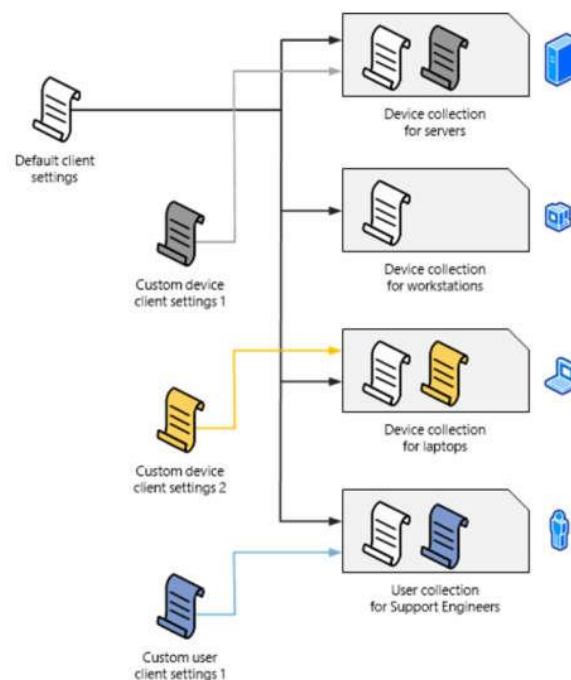 Default client
settings
Custom device
client settings 1
Custom device
client settings 2
Custom user
client settings 1
Device collection
for servers
Device collection
for workstations
Device collection
for laptops
User collection
for Support Engineers